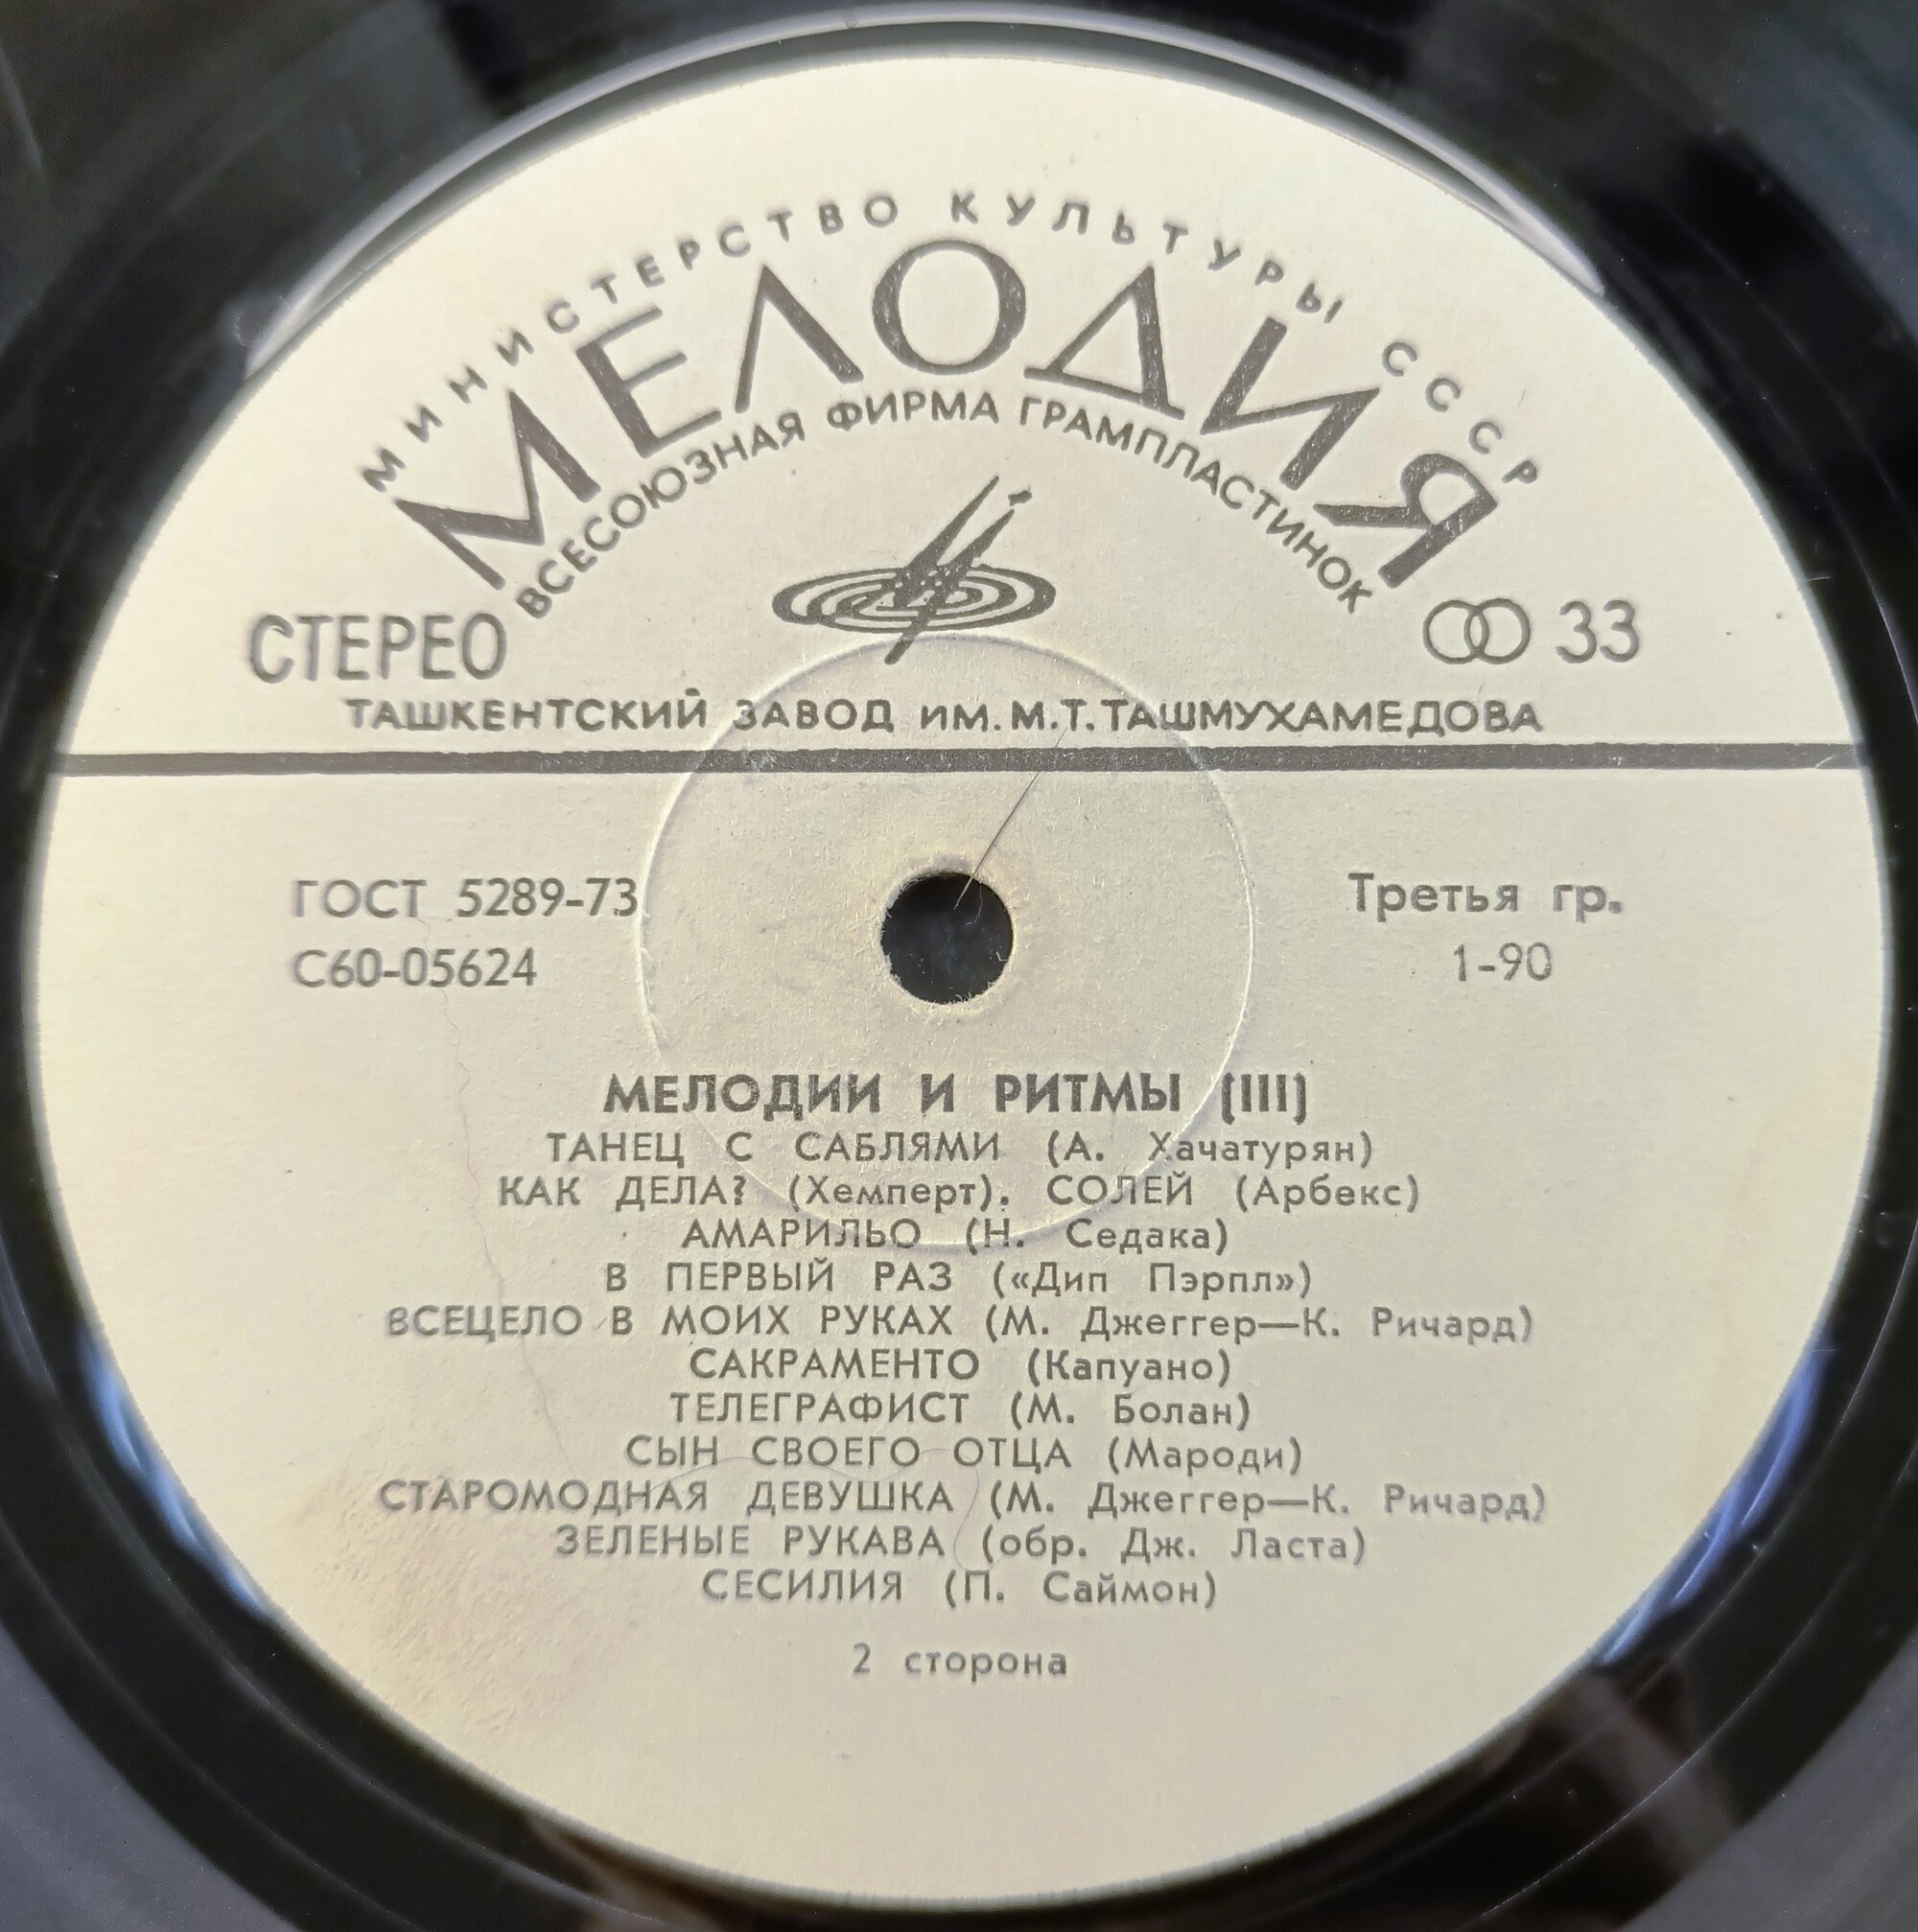 МИНИСТЕРСТВО КУЛЬТУРЫ СССР
МЕЛОДИЯ
ВСЕСОЮЗНАЯ ФИРМА ГРАМПЛАСТИНОК
СТЕРЕО
33
ТАШКЕНТСКИЙ ЗАВОД ИМ. М.Т. ТАШМУХАМЕДОВА
ГОСТ 5289-73
С60-05624
Третья гр.
1-90
МЕЛОДИИ И РИТМЫ (III)
ТАНЕЦ С САБЛЯМИ (А. Хачатурян)
КАК ДЕЛА? (Хемперт). СОЛЕЙ (Арбекс)
АМАРИЛЬО (Н. Седака)
В ПЕРВЫЙ РАЗ («Дип Пэрпл»)
ВСЕЦЕЛО В МОИХ РУКАХ (М. Джеггер—К. Ричард)
САКРАМЕНТО (Капуано)
ТЕЛЕГРАФИСТ (М. Болан)
СЫН СВОЕГО ОТЦА (Мароди)
СТАРОМОДНАЯ ДЕВУШКА (М. Джеггер—К. Ричард)
ЗЕЛЕНЫЕ РУКАВА (обр. Дж. Ласта)
СЕСИЛИЯ (П. Саймон)
2 сторона